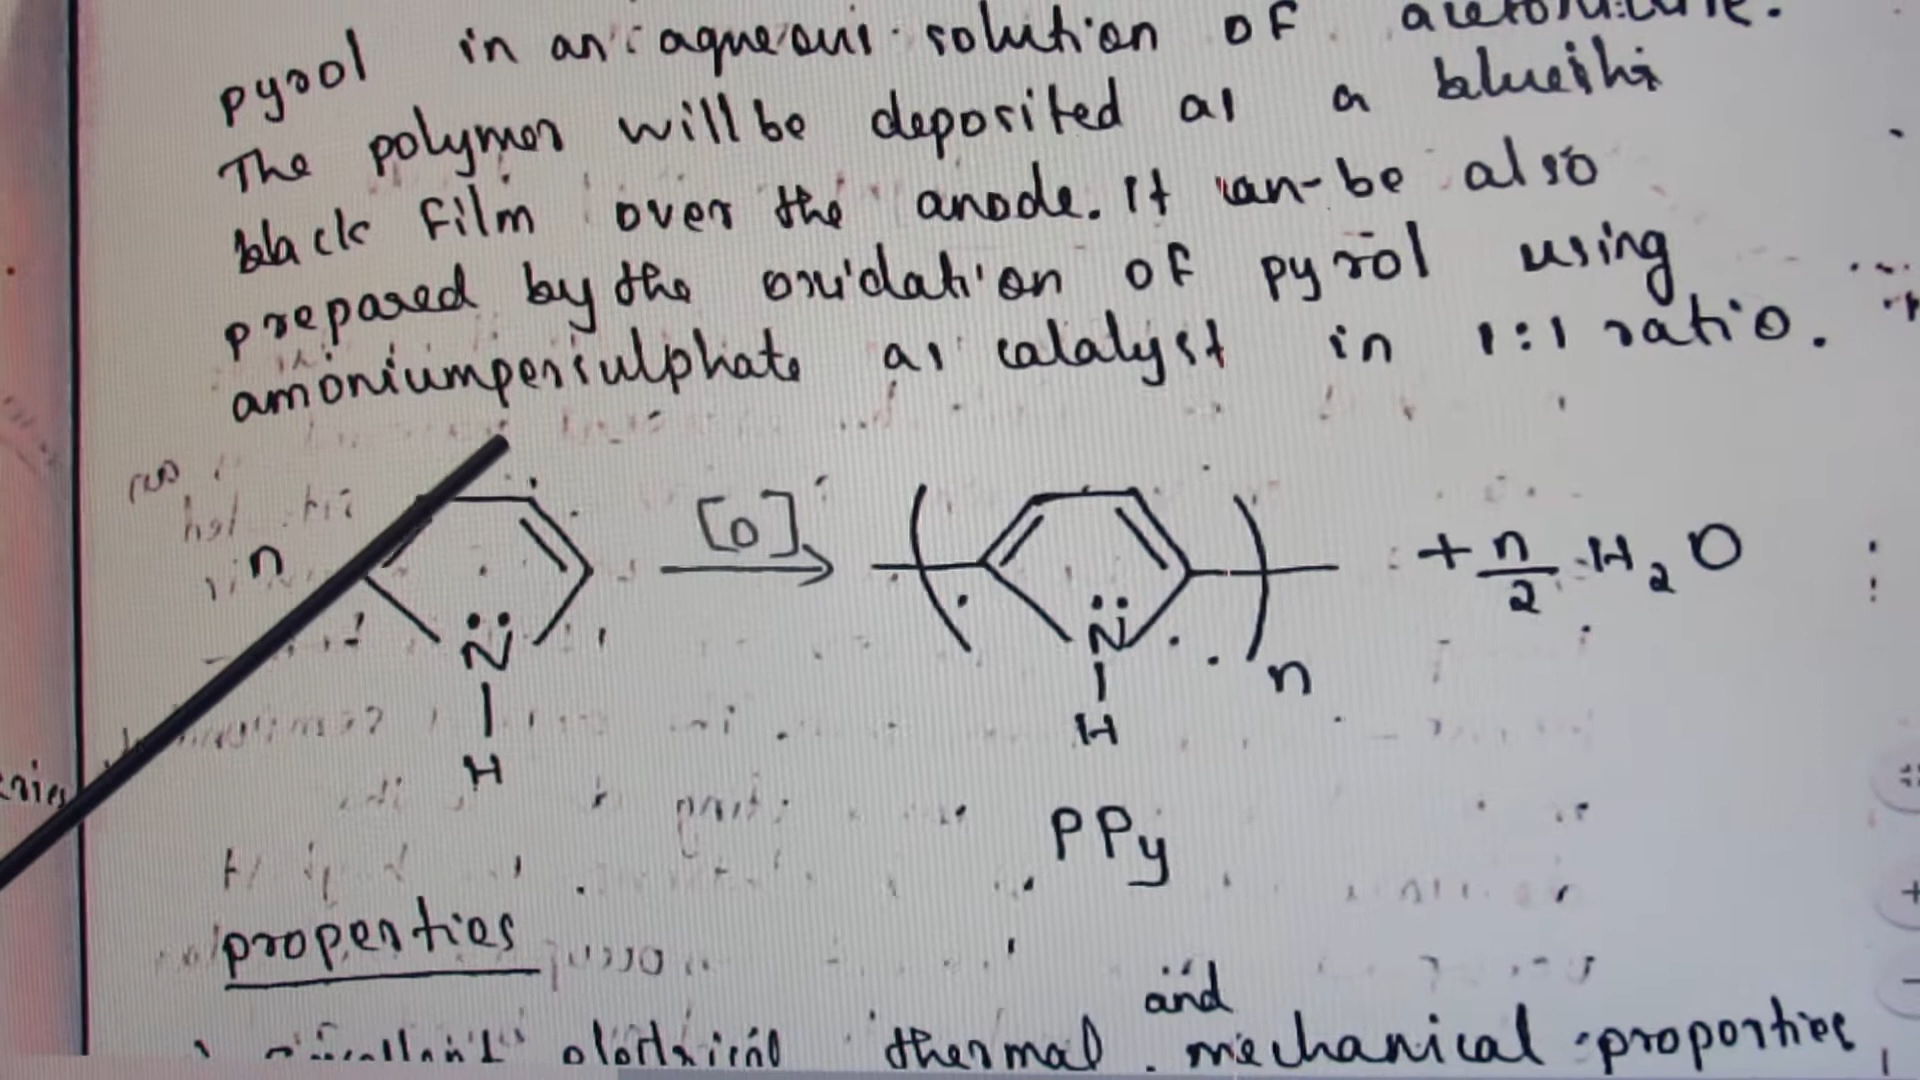 pyrol in an aqueous solution of
The polymer will be deposited as a blueish
black film over the anode. It can be also
prepared by the oxidation of pyrol using
amoniumpersulphate as catalyst in 1:1 ratio.
n N H [O] ( N H )n + n/2 H2O
PPy
properties
and
thermal mechanical properties